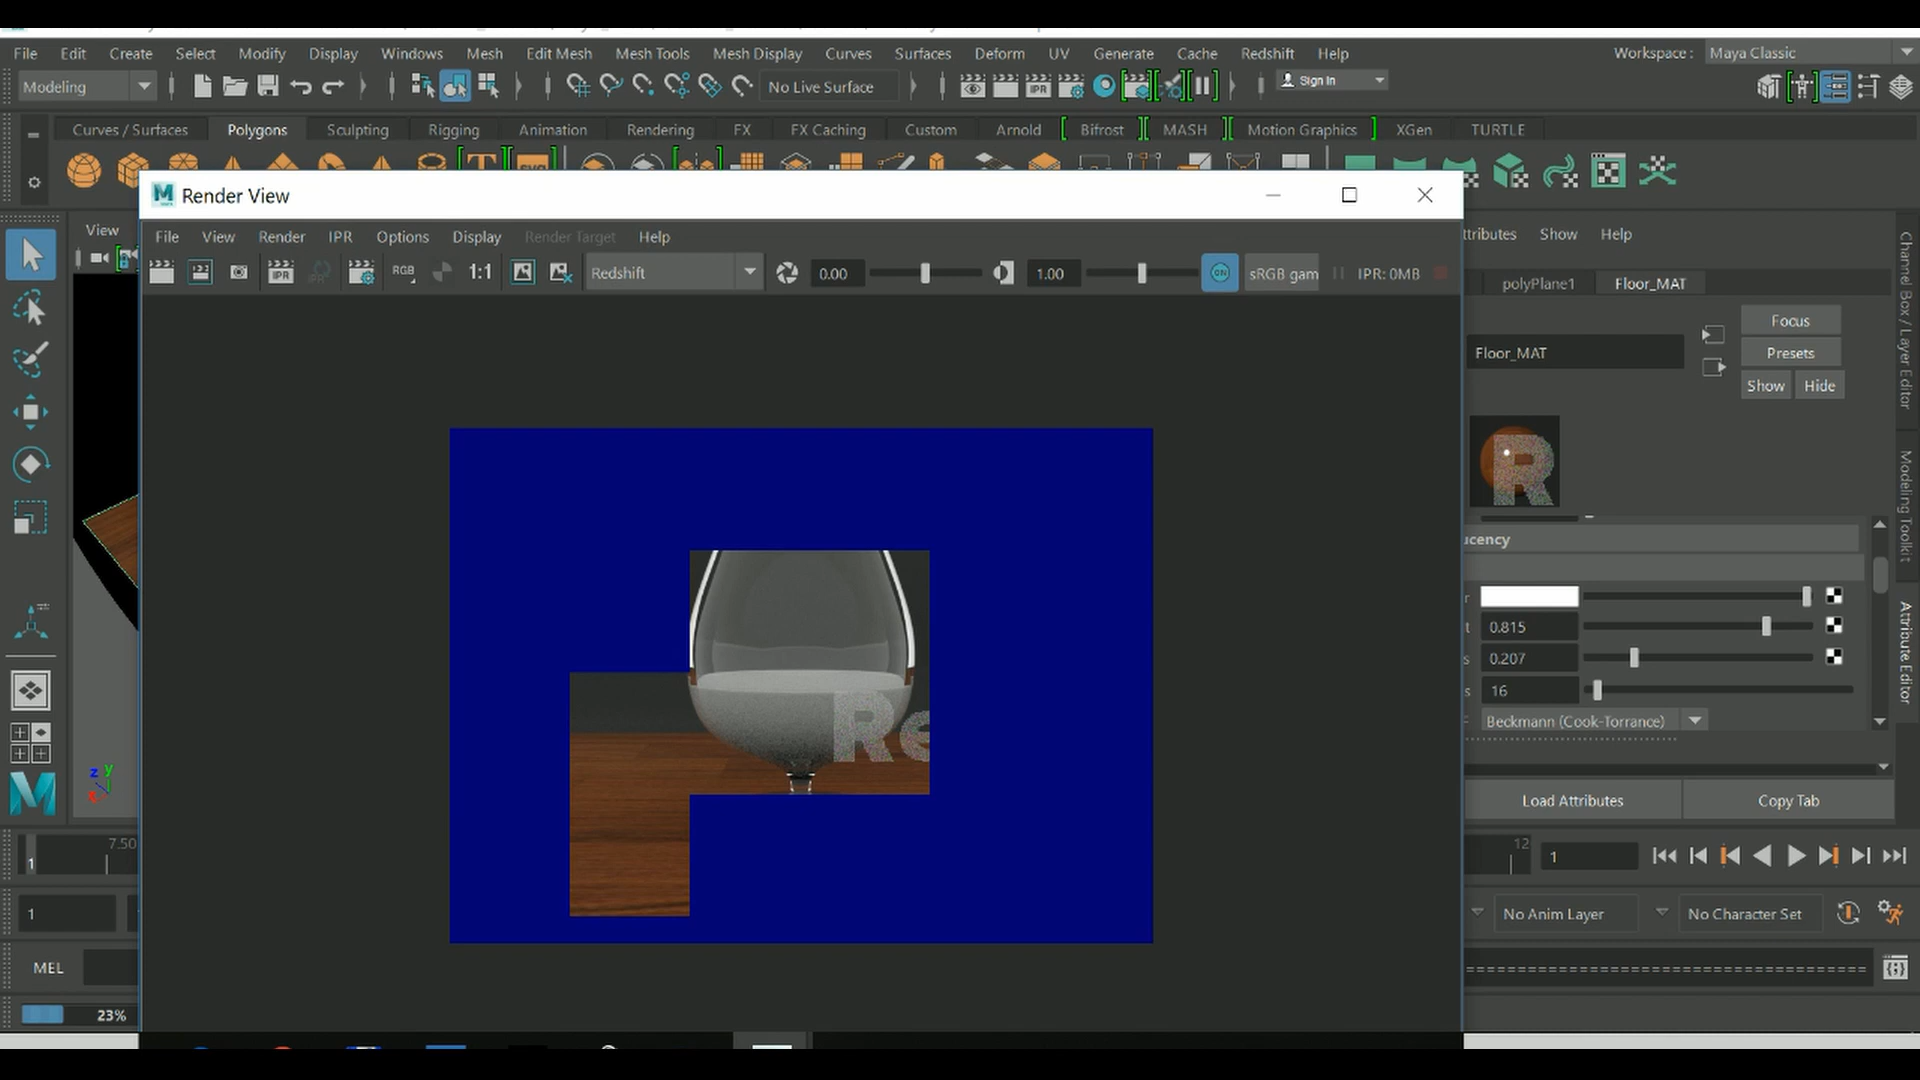 File Edit Create Select Modify Display Windows Mesh Edit Mesh Mesh Tools Mesh Display Curves Surfaces Deform UV Generate Cache Redshift Help Workspace : Maya Classic
Modeling No Live Surface IPR Sign In
Curves / Surfaces Polygons Sculpting Rigging Animation Rendering FX FX Caching Custom Arnold Bifrost MASH Motion Graphics XGen TURTLE
Render View
View
File View Render IPR Options Display Render Target Help
ttributes Show Help
IPR RGB 1:1 Redshift 0.00 1.00 ON sRGB gam IPR: 0MB
polyPlane1 Floor_MAT
Focus
Floor_MAT
Presets
Show Hide
R
ucency
0.815
0.207
16
Beckmann (Cook-Torrance)
Re
z y
Load Attributes Copy Tab
Channel Box / Layer Editor
Modeling Toolkit
Attribute Editor
1 7.50 12 1
1 No Anim Layer No Character Set
MEL
23%